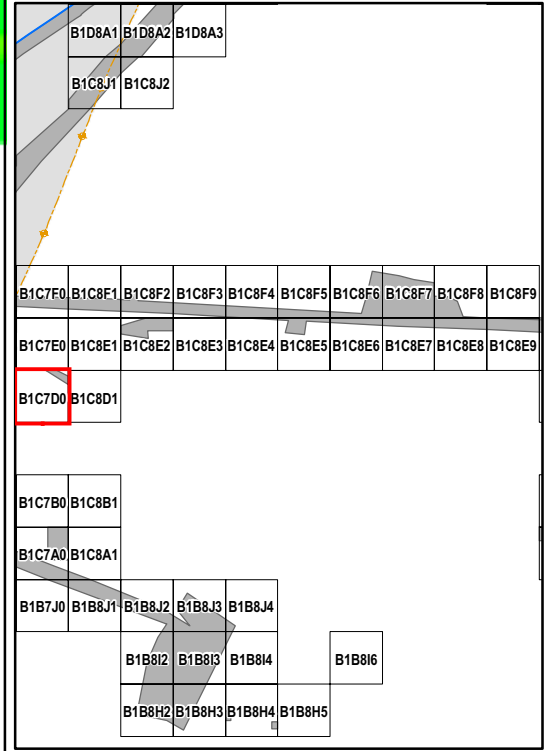 B1D8A1 B1D8A2 B1D8A3
B1C8J1 B1C8J2
B1C7F0 B1C8F1 B1C8F2 B1C8F3 B1C8F4 B1C8F5 B1C8F6 B1C8F7 B1C8F8 B1C8F9
B1C7E0 B1C8E1 B1C8E2 B1C8E3 B1C8E4 B1C8E5 B1C8E6 B1C8E7 B1C8E8 B1C8E9
B1C7D0 B1C8D1
B1C7B0 B1C8B1
B1C7A0 B1C8A1
B1B7J0 B1B8J1 B1B8J2 B1B8J3 B1B8J4
B1B8I2 B1B8I3 B1B8I4 B1B8I6
B1B8H2 B1B8H3 B1B8H4 B1B8H5